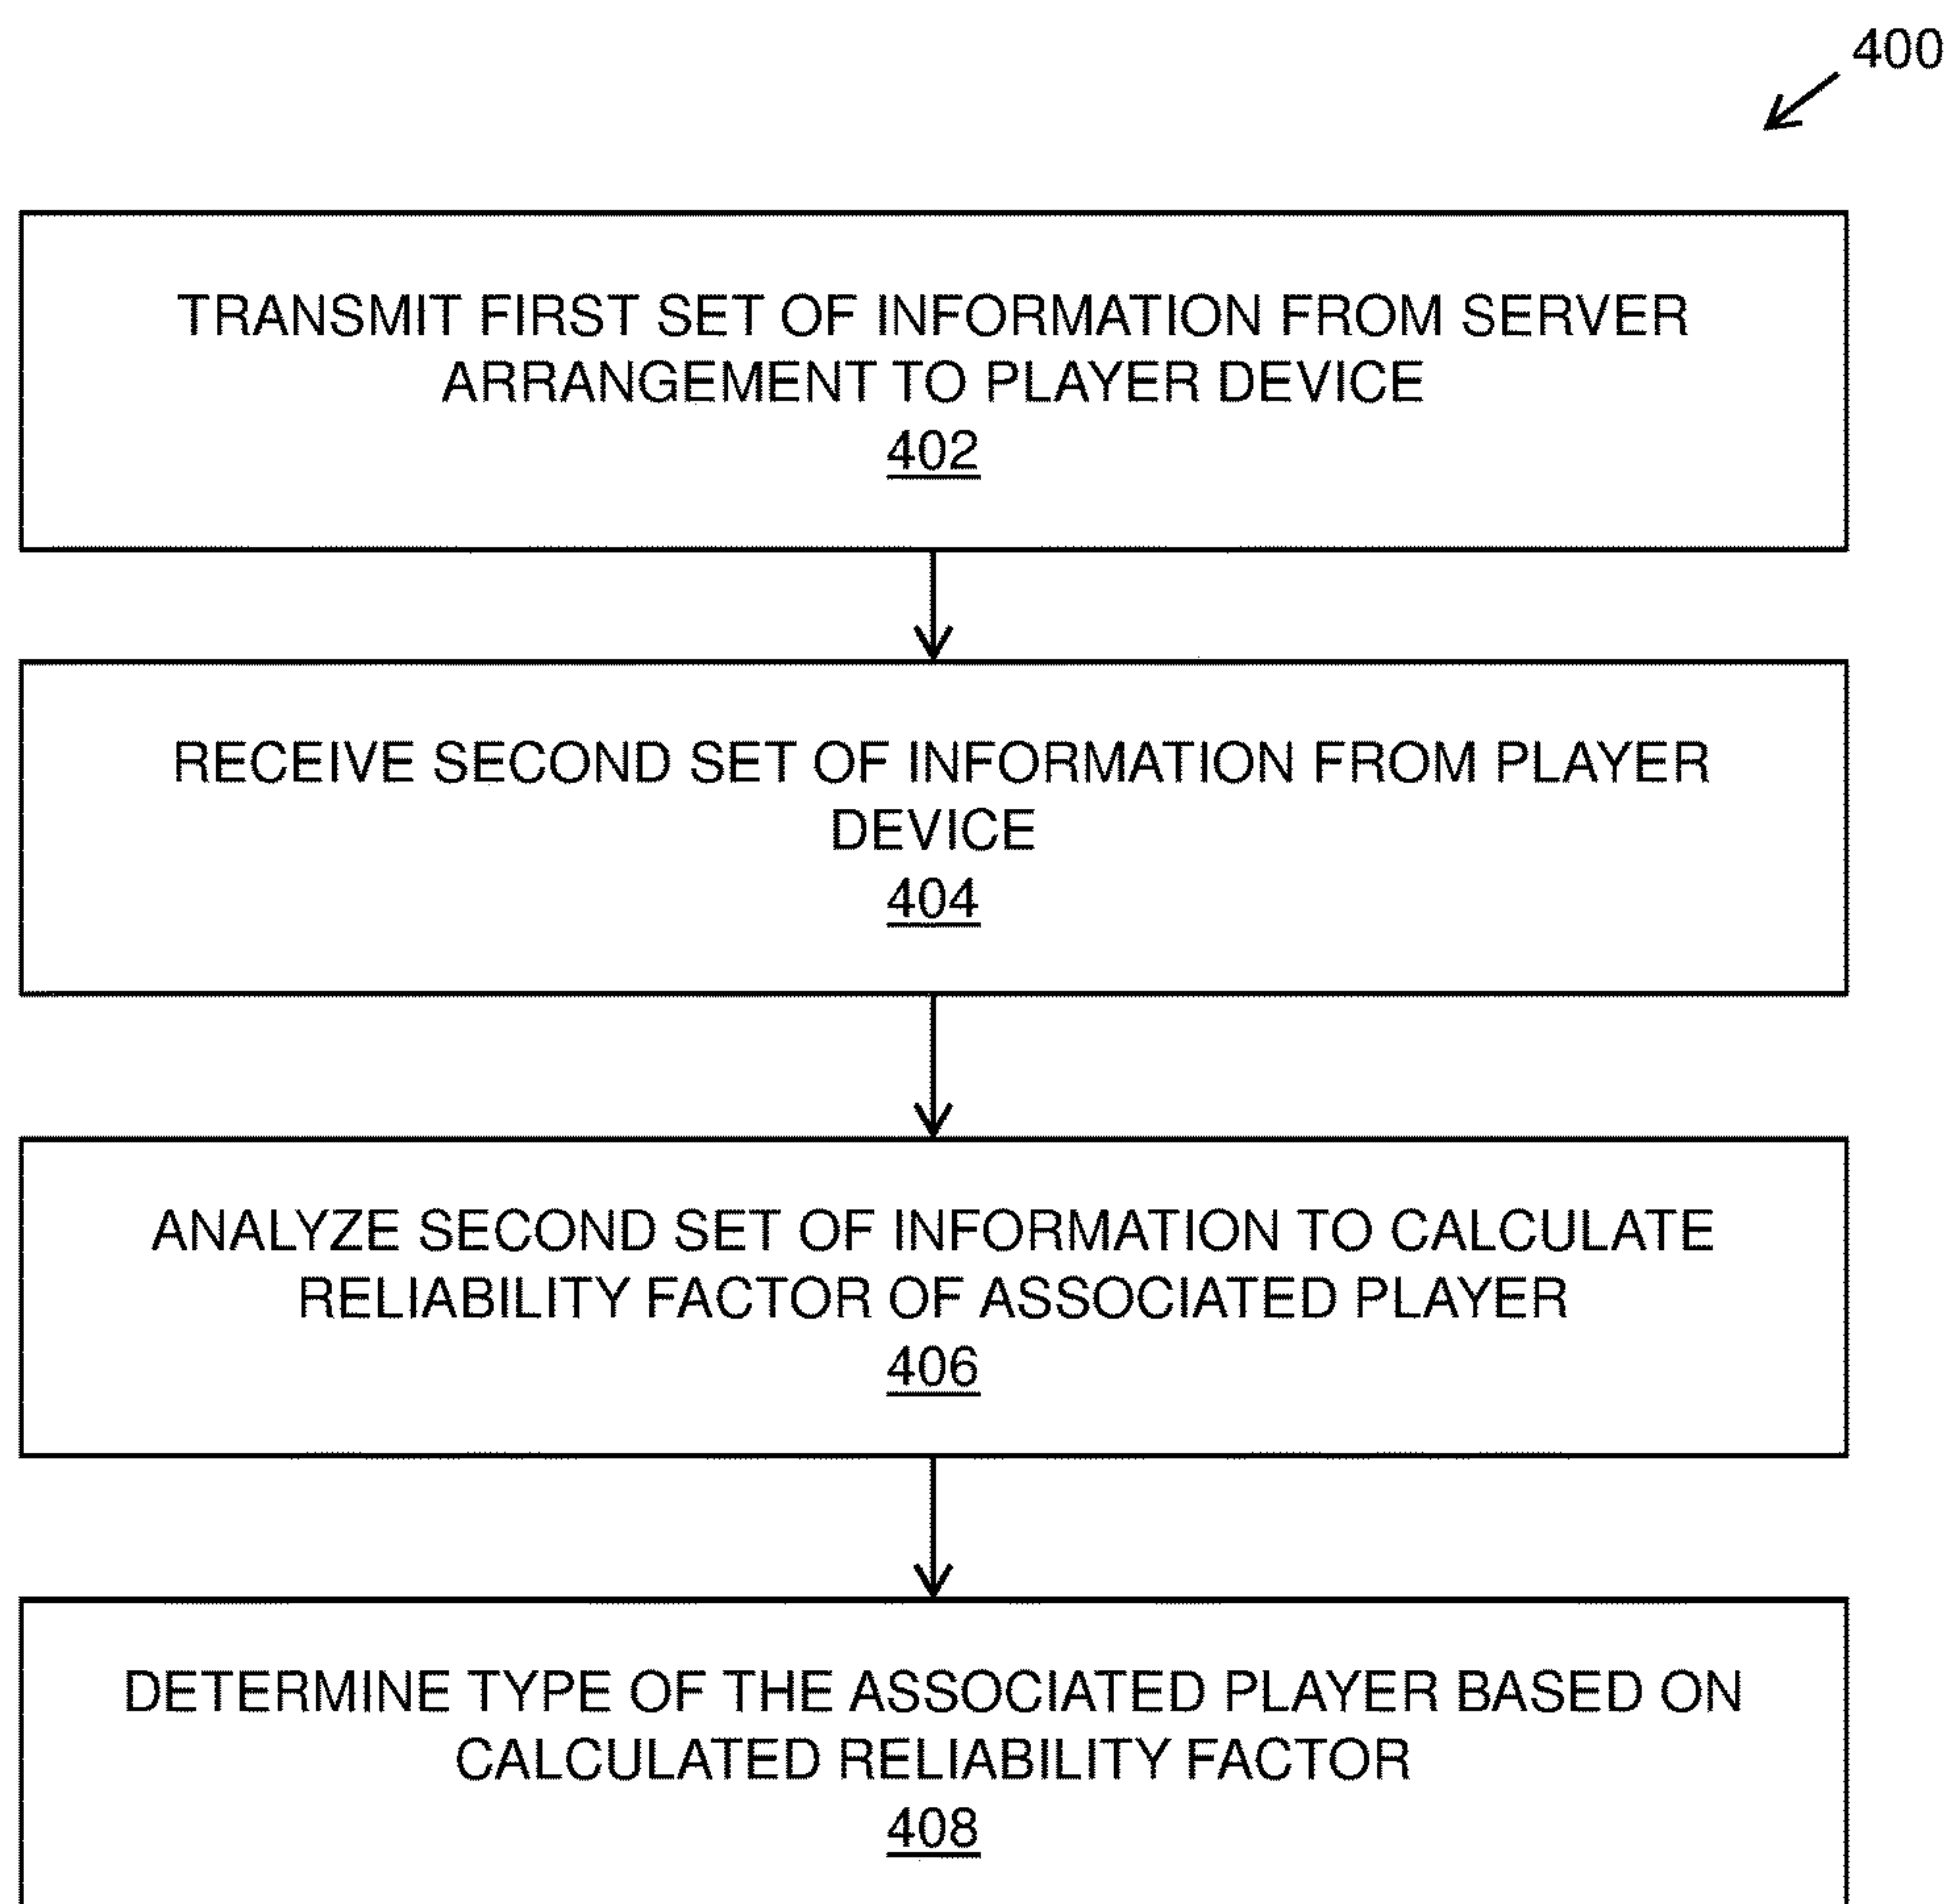 400
TRANSMIT FIRST SET OF INFORMATION FROM SERVER
ARRANGEMENT TO PLAYER DEVICE
402
RECEIVE SECOND SET OF INFORMATION FROM PLAYER
DEVICE
404
ANALYZE SECOND SET OF INFORMATION TO CALCULATE
RELIABILITY FACTOR OF ASSOCIATED PLAYER
406
DETERMINE TYPE OF THE ASSOCIATED PLAYER BASED ON
CALCULATED RELIABILITY FACTOR
408